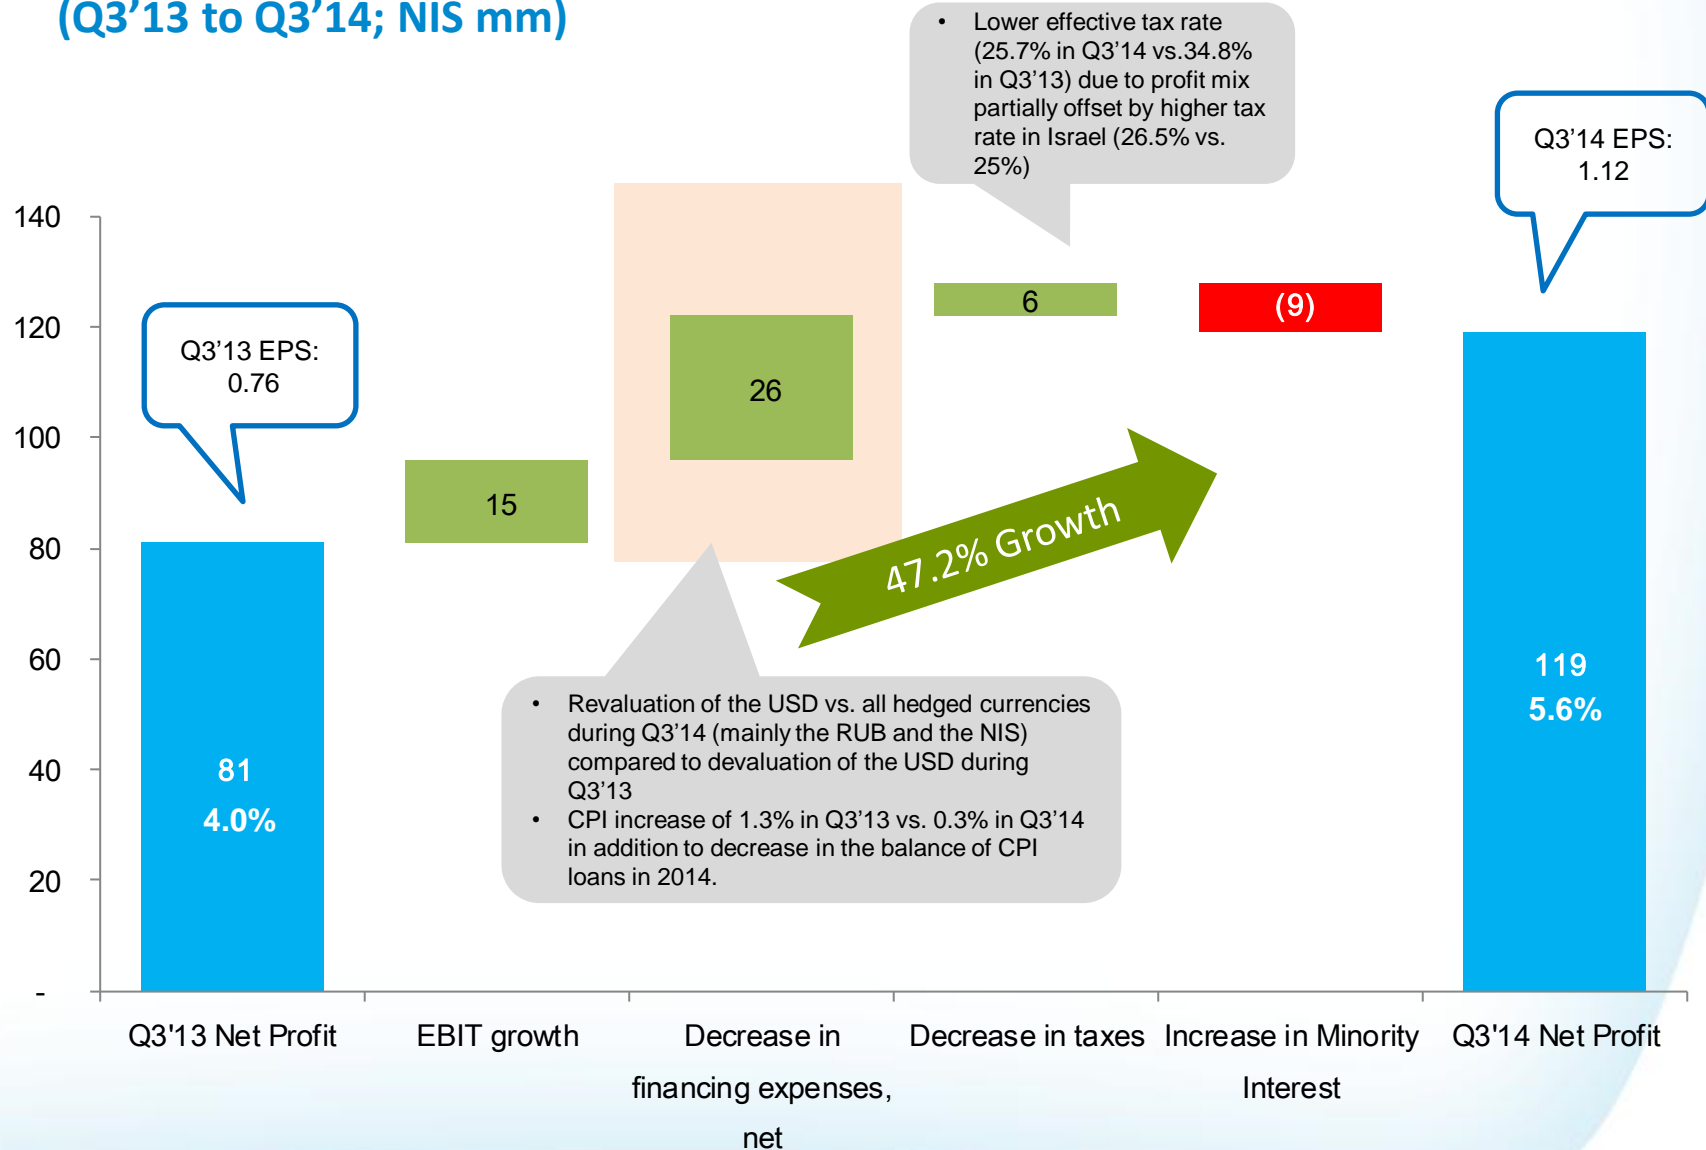 (Q3’13 to Q3’14; NIS mm)
• Lower effective tax rate
(25.7% in Q3’14 vs.34.8%
in Q3’13) due to profit mix
partially offset by higher tax
rate in Israel (26.5% vs.
25%)
Q3’14 EPS:
1.12
Q3’13 EPS:
0.76
140
120
100
80
60
40
20
-
81
4.0%
15
26
6
(9)
119
5.6%
47.2% Growth
• Revaluation of the USD vs. all hedged currencies
during Q3’14 (mainly the RUB and the NIS)
compared to devaluation of the USD during
Q3’13
• CPI increase of 1.3% in Q3’13 vs. 0.3% in Q3’14
in addition to decrease in the balance of CPI
loans in 2014.
Q3'13 Net Profit
EBIT growth
Decrease in
financing expenses,
net
Decrease in taxes
Increase in Minority
Interest
Q3'14 Net Profit